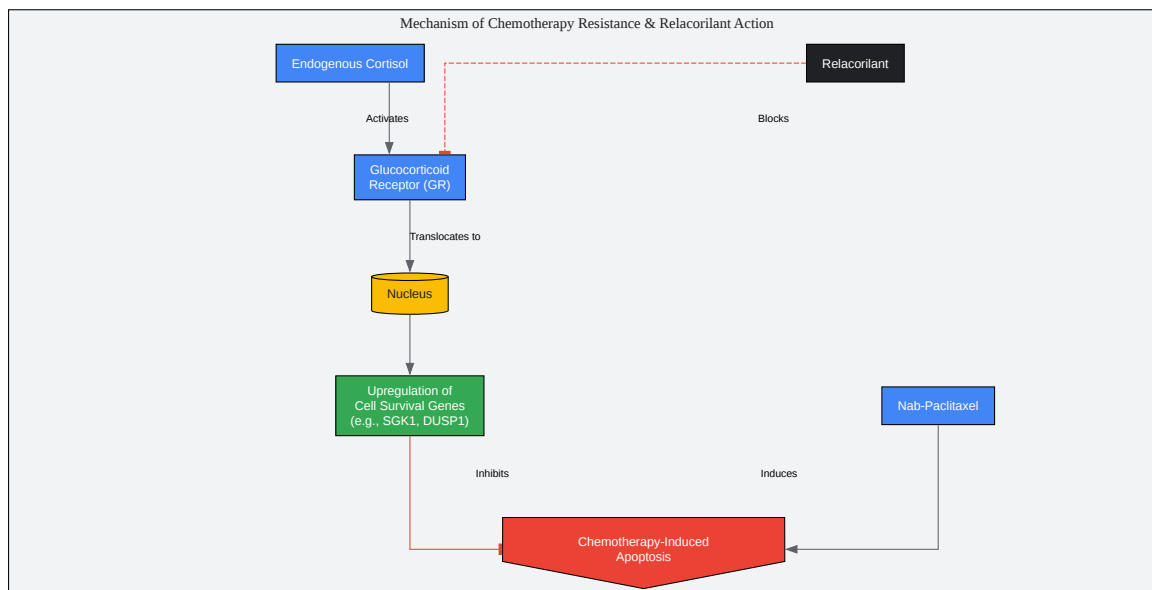 Mechanism of Chemotherapy Resistance & Relacorilant Action
Endogenous Cortisol
Relacorilant
Activates
Blocks
Glucocorticoid
Receptor (GR)
Translocates to
Nucleus
Upregulation of
Cell Survival Genes
(e.g., SGK1, DUSP1)
Nab-Paclitaxel
Inhibits
Induces
Chemotherapy-Induced
Apoptosis